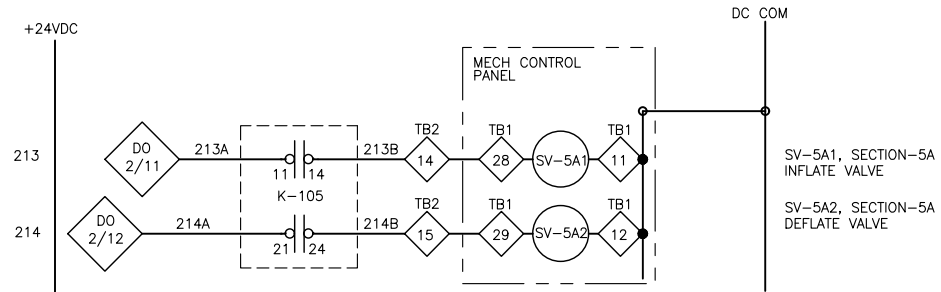 +24VDC
DC COM
MECH CONTROL
PANEL
213
DO
2/11
213A
11 14
213B
TB2
14
TB1
28
SV-5A1
TB1
11
SV-5A1, SECTION-5A
INFLATE VALVE
K-105
214
DO
2/12
214A
21 24
214B
TB2
15
TB1
29
SV-5A2
TB1
12
SV-5A2, SECTION-5A
DEFLATE VALVE